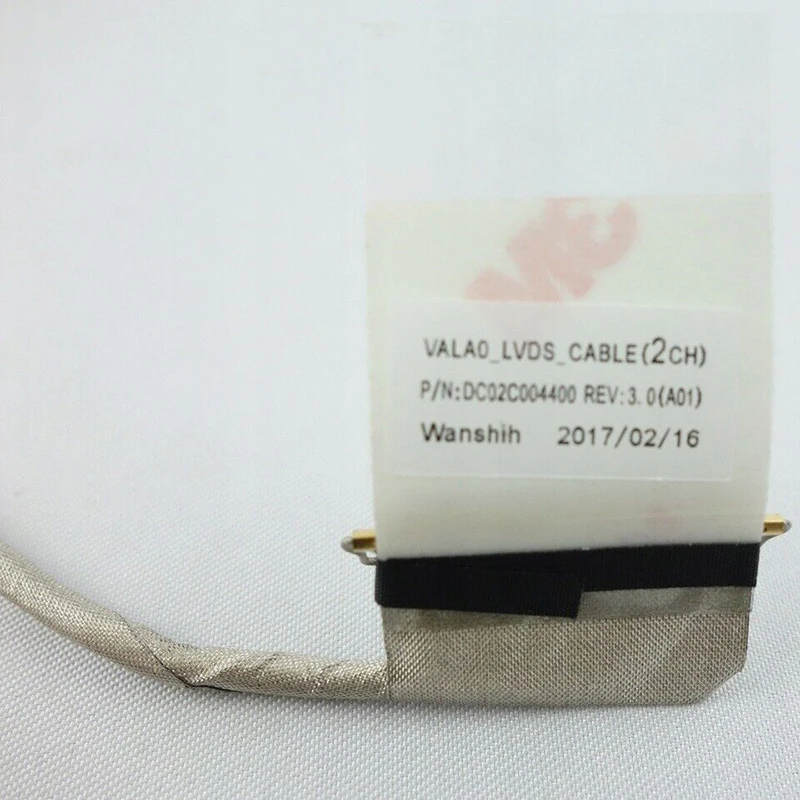 VALA0_LVDS_CABLE(2CH)
P/N:DC02C004400 REV:3.0(A01)
Wanshih 2017/02/16